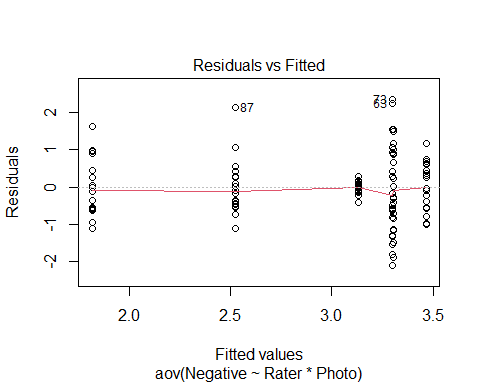 Residuals vs Fitted
Residuals
2
1
0
-1
-2
87
73
63
2.0 2.5 3.0 3.5
Fitted values
aov(Negative ~ Rater * Photo)